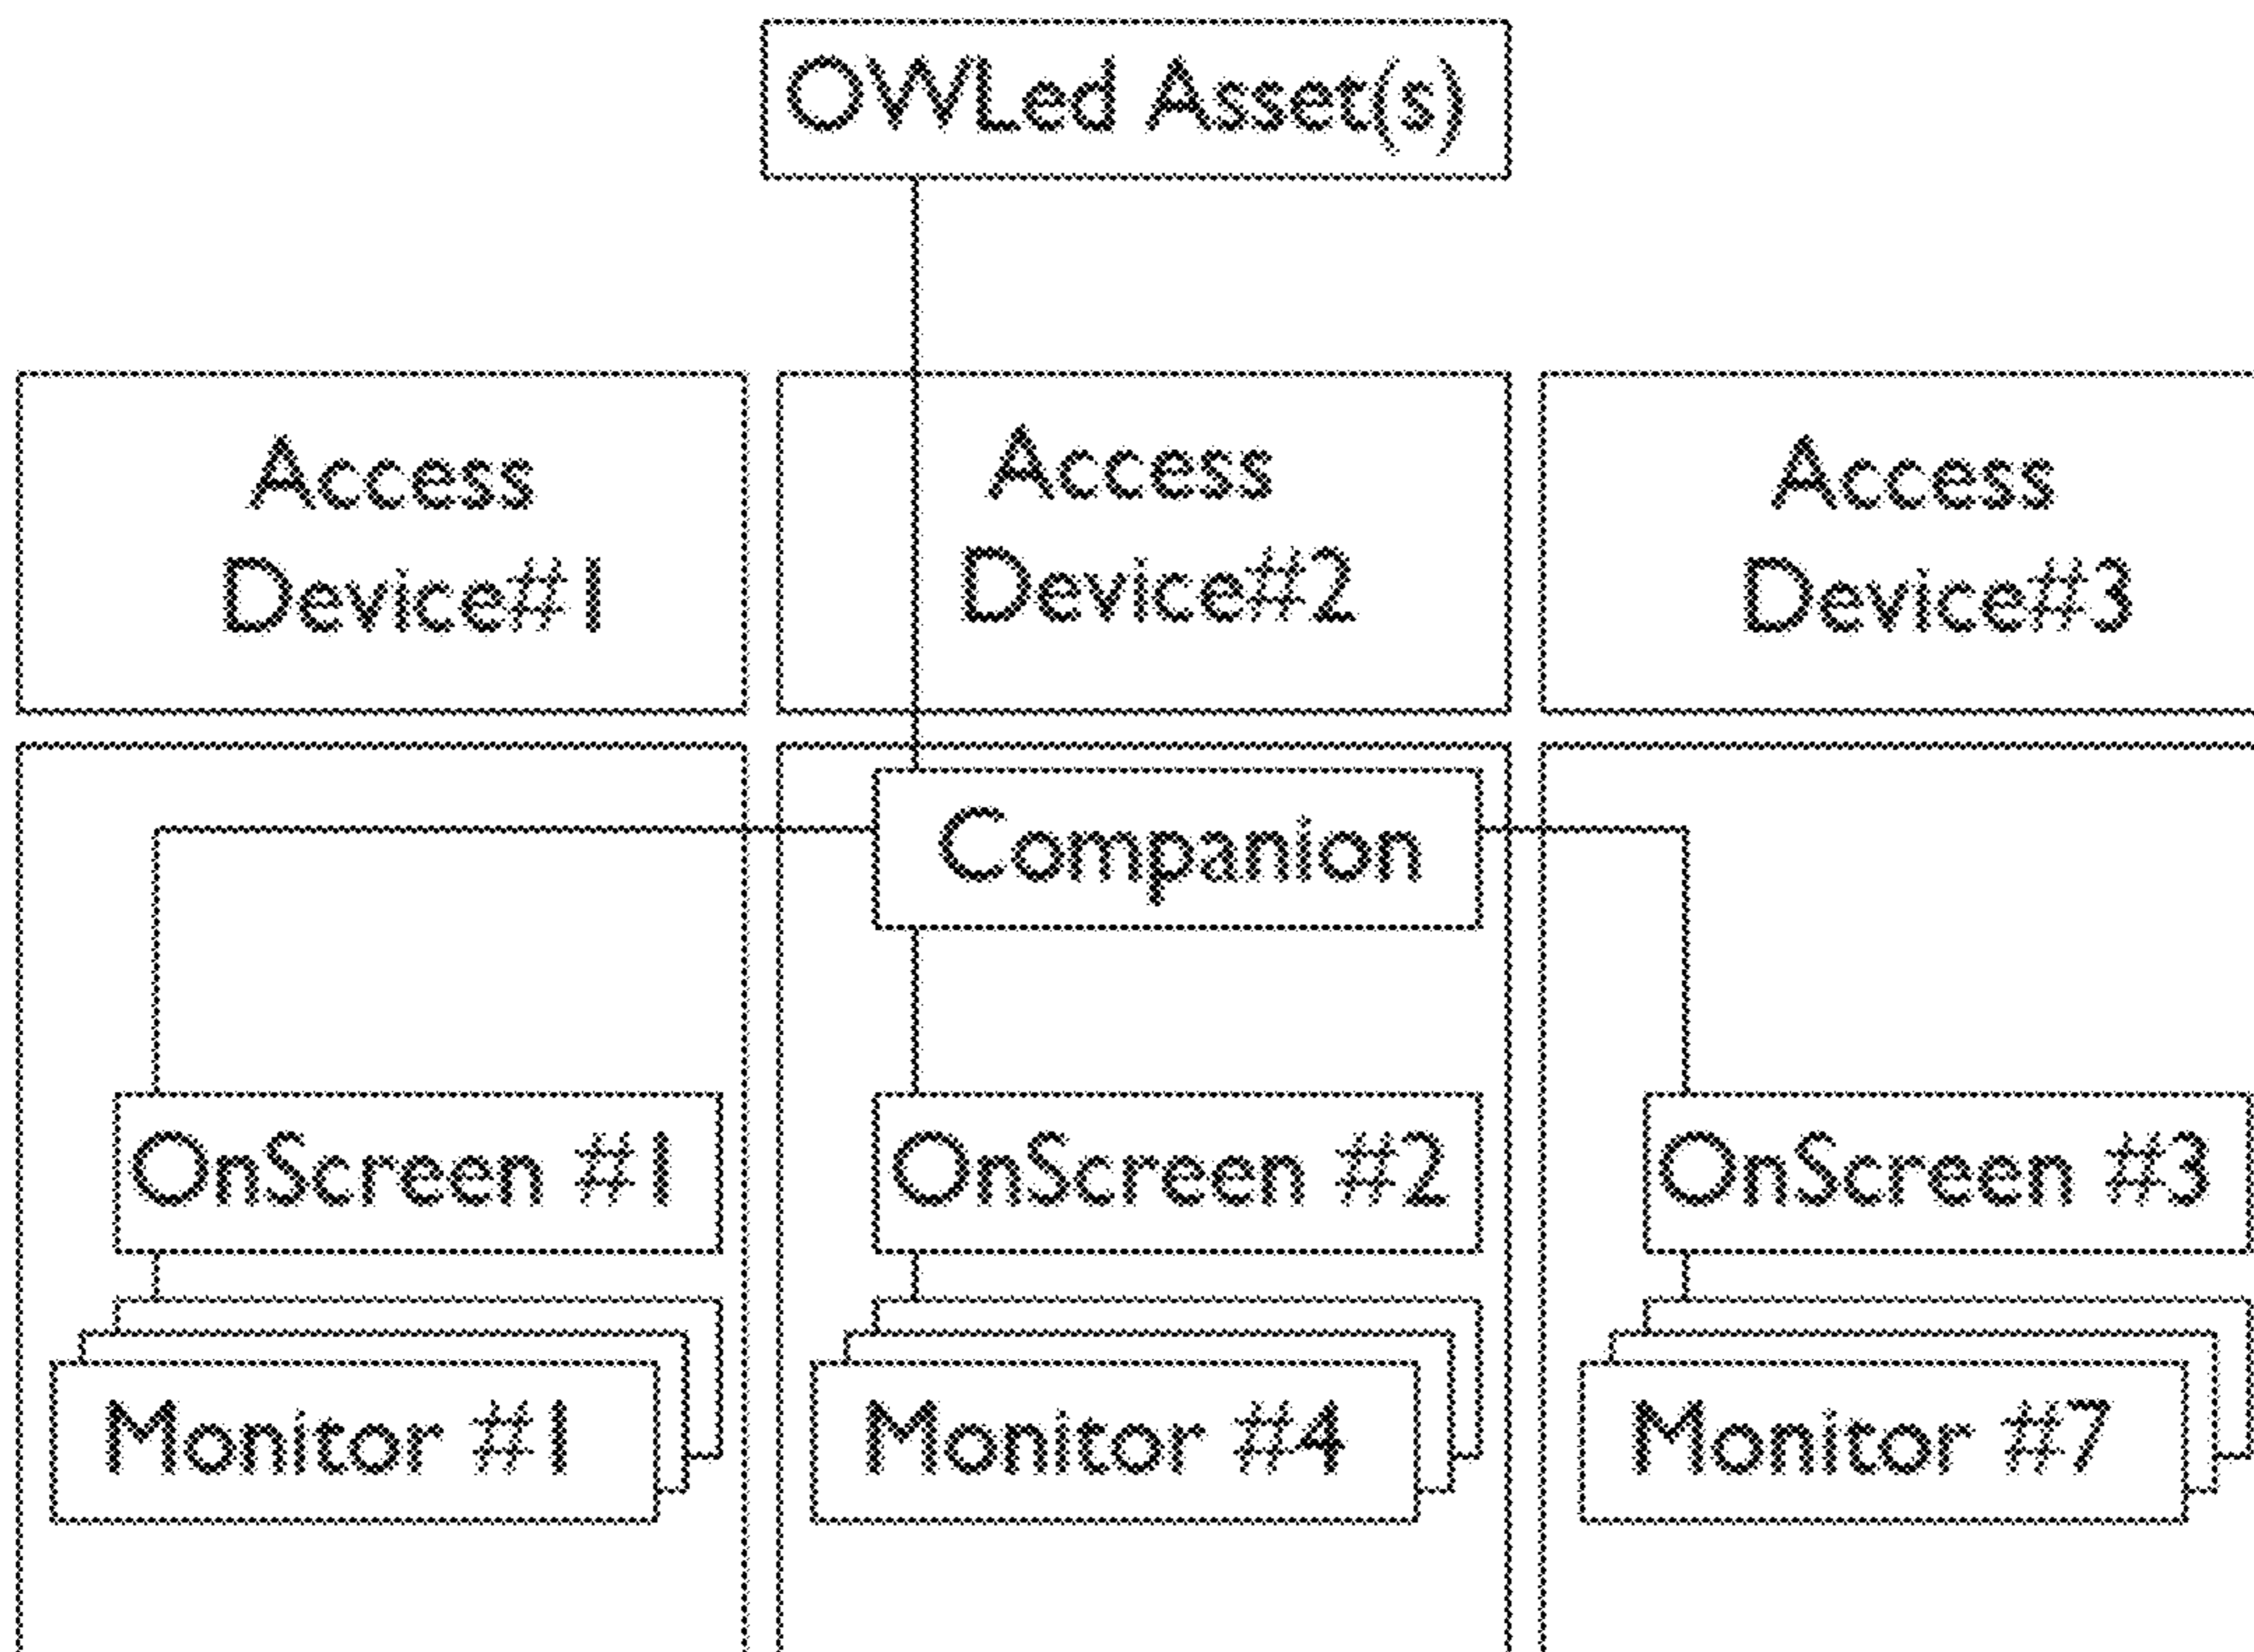 OWLed Asset(s)
Access
Device#1
Access
Device#2
Access
Device#3
Companion
OnScreen #1
OnScreen #2
OnScreen #3
Monitor #1
Monitor #4
Monitor #7